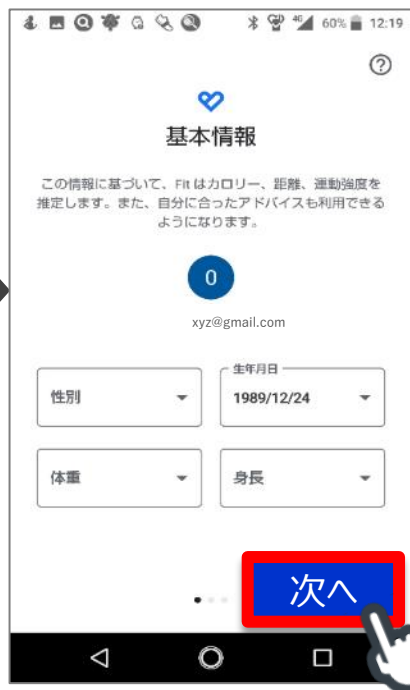 4G 60% 12:19
基本情報
この情報に基づいて、Fit はカロリー、距離、運動強度を
推定します。また、自分に合ったアドバイスも利用できる
ようになります。
0
xyz@gmail.com
性別
生年月日
1989/12/24
体重
身長
次へ